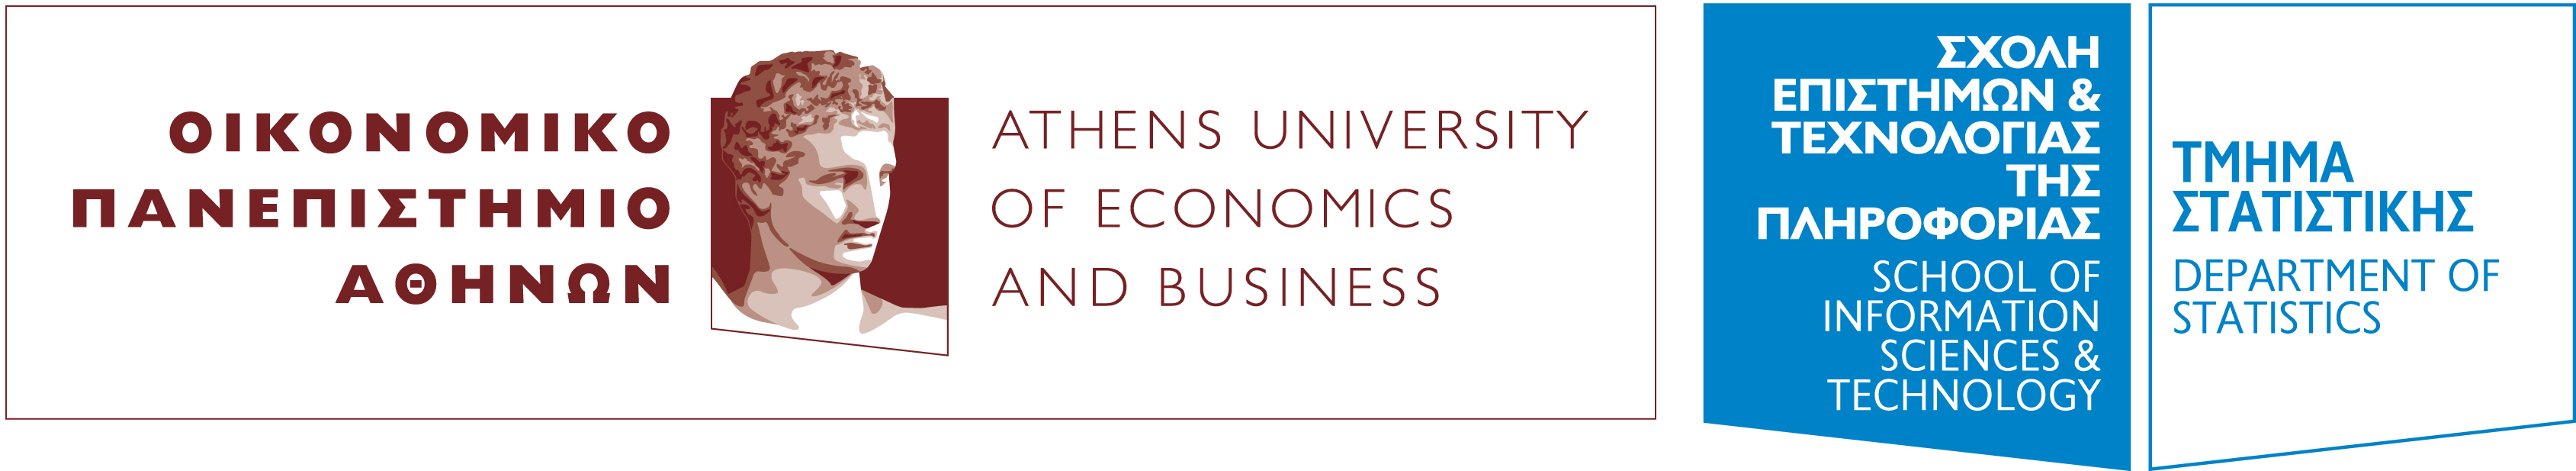 ΟΙΚΟΝΟΜΙΚΟ
ΠΑΝΕΠΙΣΤΗΜΙΟ
ΑΘΗΝΩΝ
ATHENS UNIVERSITY
OF ECONOMICS
AND BUSINESS
ΣΧΟΛΗ
ΕΠΙΣΤΗΜΩΝ &
ΤΕΧΝΟΛΟΓΙΑΣ
ΤΗΣ
ΠΛΗΡΟΦΟΡΙΑΣ
SCHOOL OF
INFORMATION
SCIENCES &
TECHNOLOGY
ΤΜΗΜΑ
ΣΤΑΤΙΣΤΙΚΗΣ
DEPARTMENT OF
STATISTICS